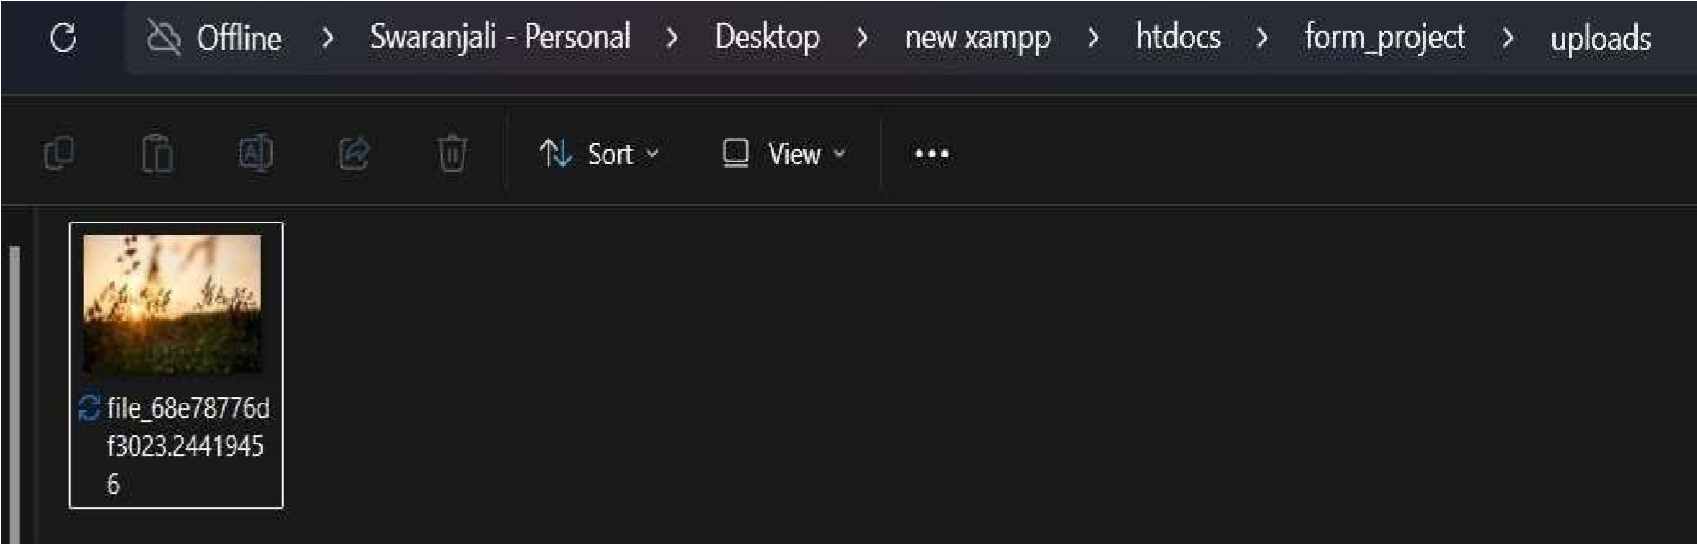 Offline > Swaranjali - Personal > Desktop > new xampp > htdocs > form_project > uploads
Sort View
file_68e78776d
f3023.2441945
6